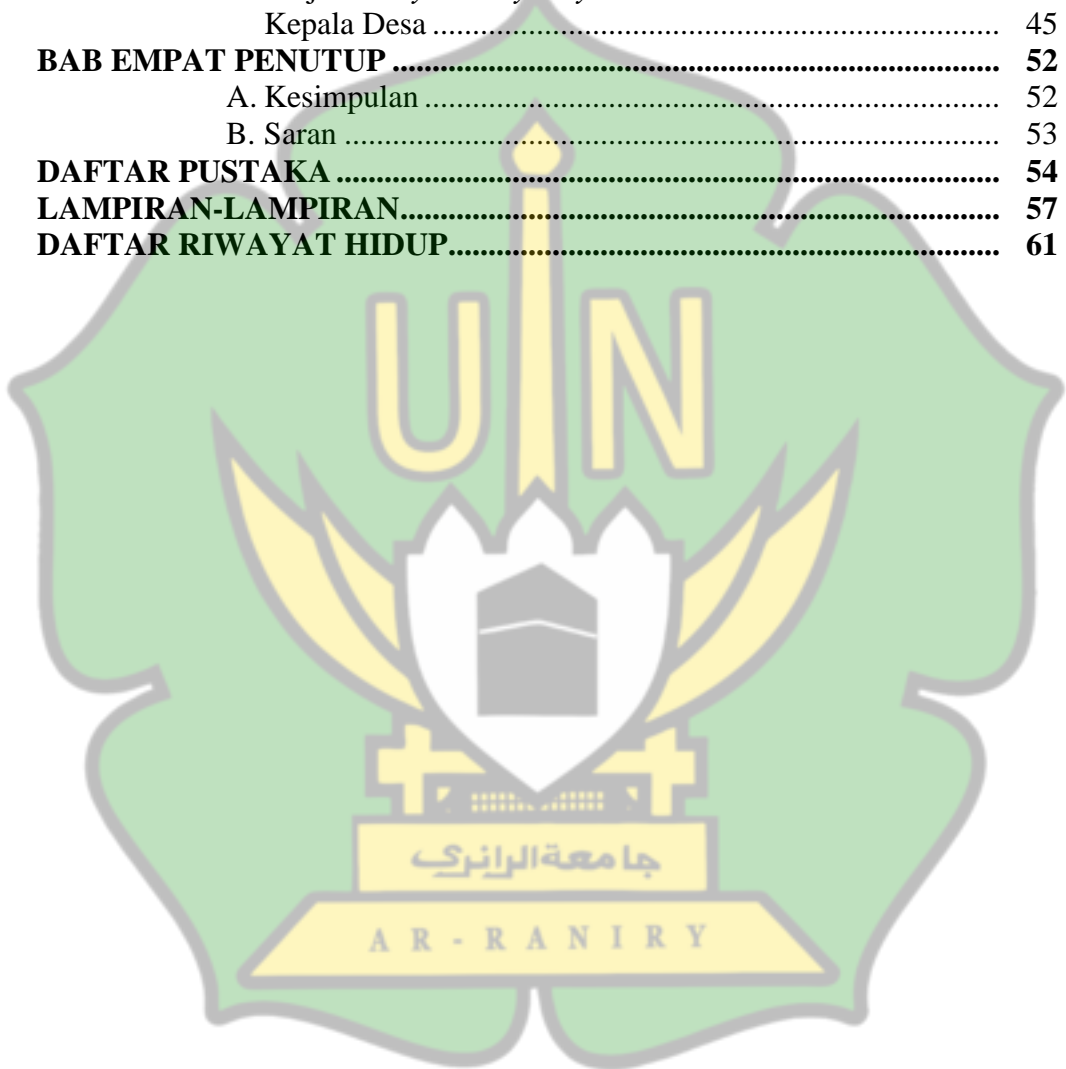 Kepala Desa ........................................................................ 45
BAB EMPAT PENUTUP ............................................................................. 52
A. Kesimpulan ......................................................................... 52
B. Saran ................................................................................... 53
DAFTAR PUSTAKA .................................................................................... 54
LAMPIRAN-LAMPIRAN............................................................................ 57
DAFTAR RIWAYAT HIDUP...................................................................... 61
UIN
جامعة الرانري
AR-RANIRY